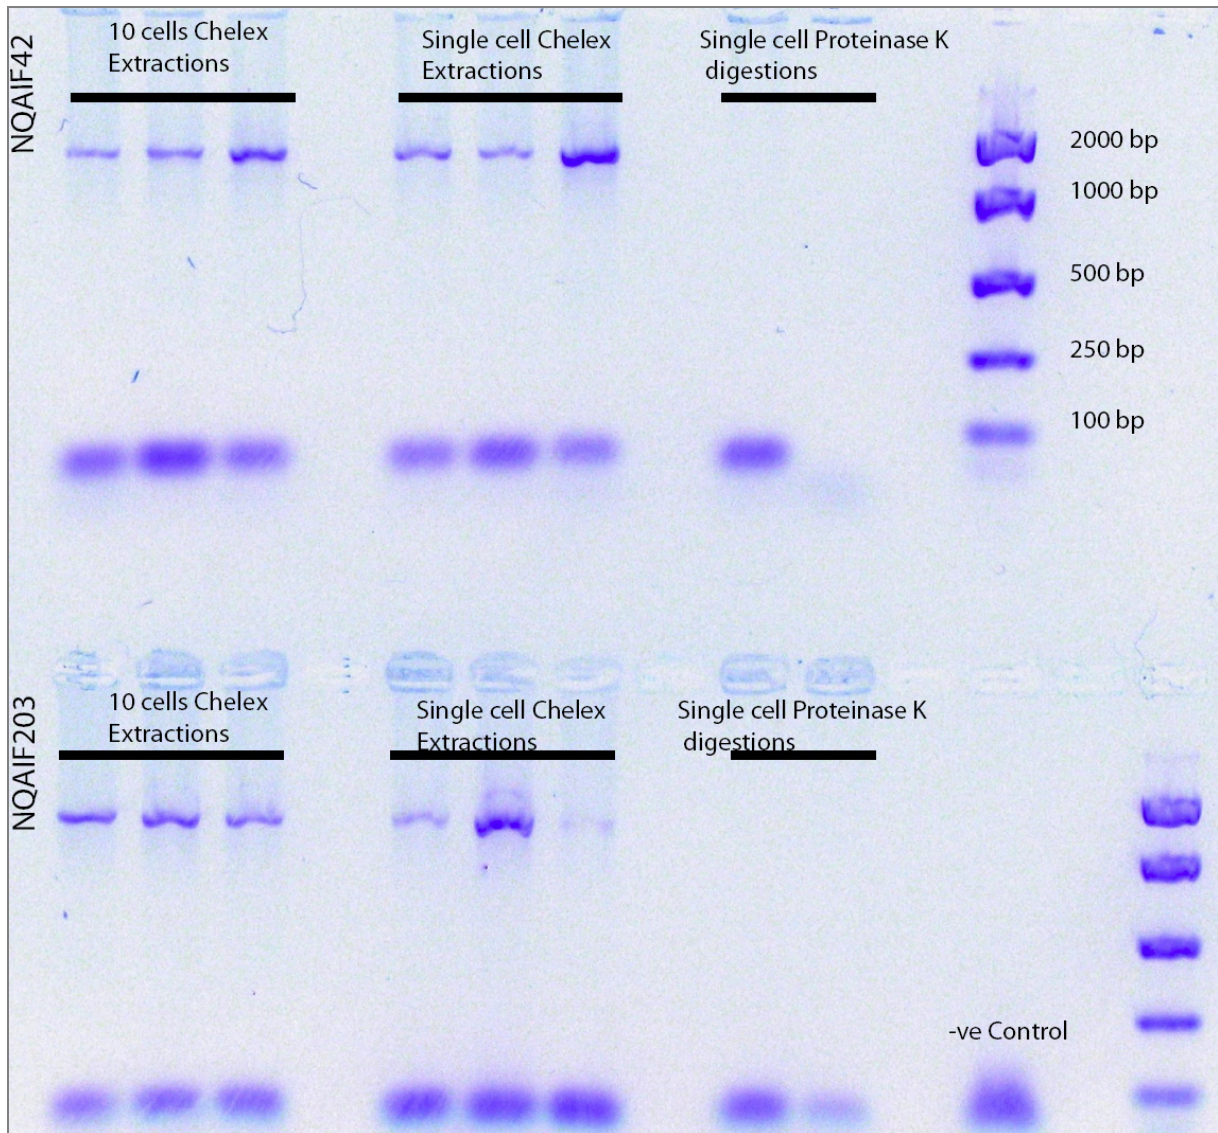 NQAIF42
10 cells Chelex
Extractions
Single cell Chelex
Extractions
Single cell Proteinase K
digestions
2000 bp
1000 bp
500 bp
250 bp
100 bp
NQAIF203
10 cells Chelex
Extractions
Single cell Chelex
Extractions
Single cell Proteinase K
digestions
-ve Control